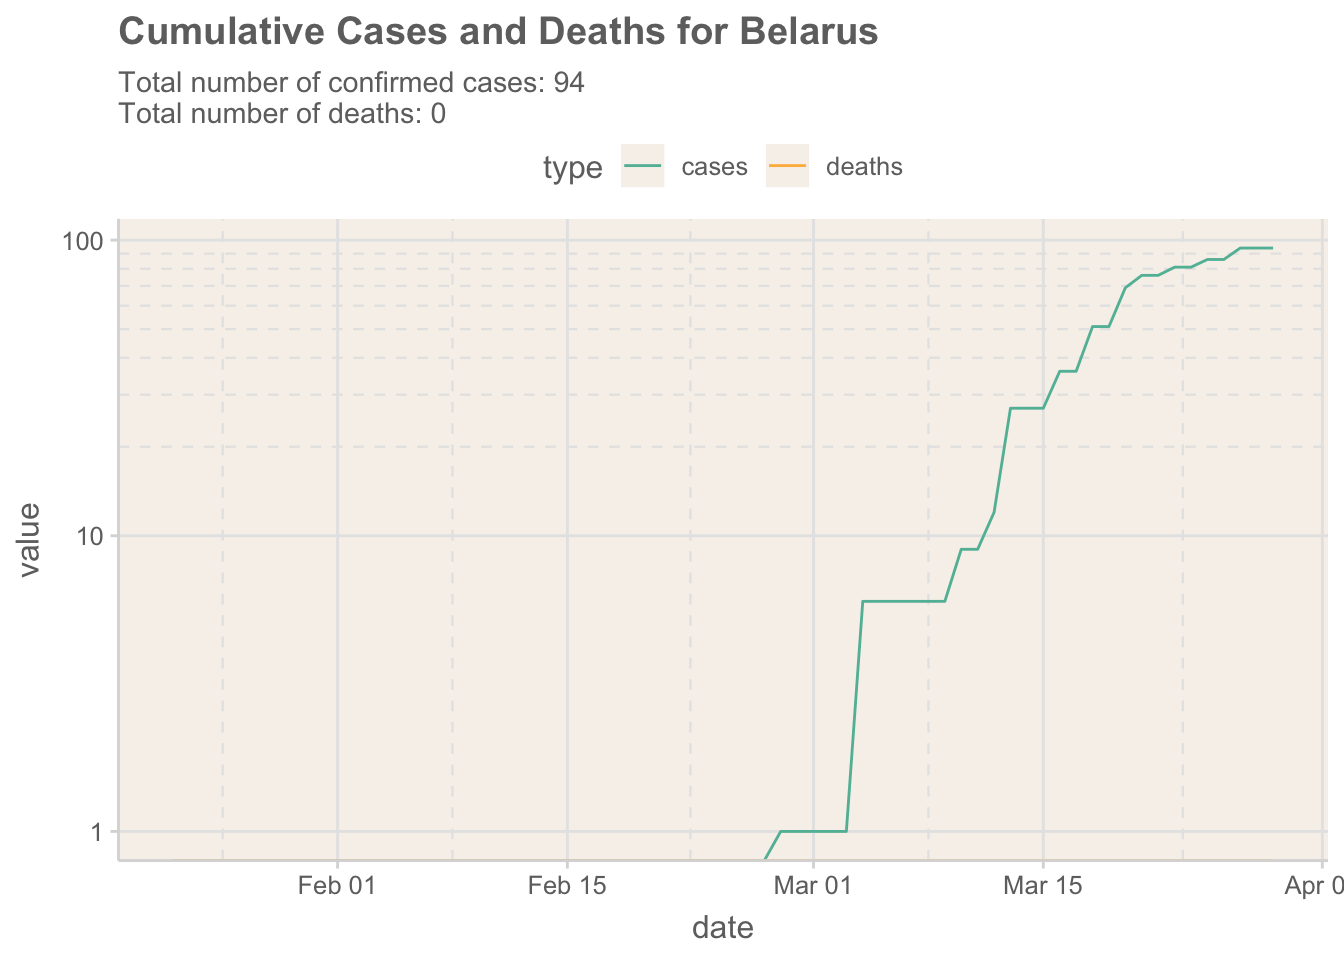 Cumulative Cases and Deaths for Belarus
Total number of confirmed cases: 94
Total number of deaths: 0
type cases deaths
100
10
1
value
Feb 01 Feb 15 Mar 01 Mar 15 Apr 0
date